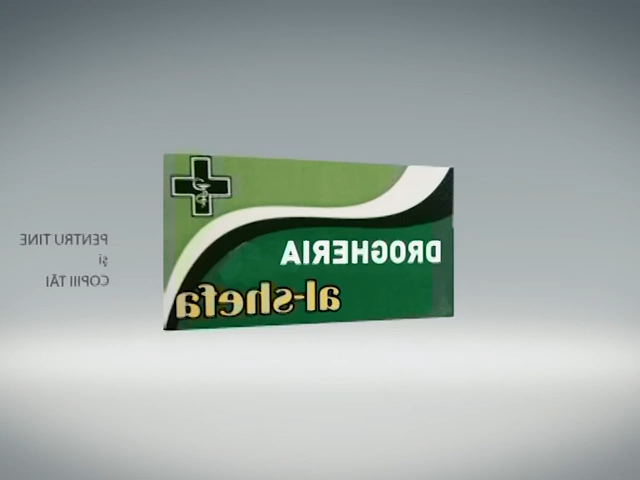 PENTRU TINE
și
COPIII TĂI
DROGHERIA
al-shefa